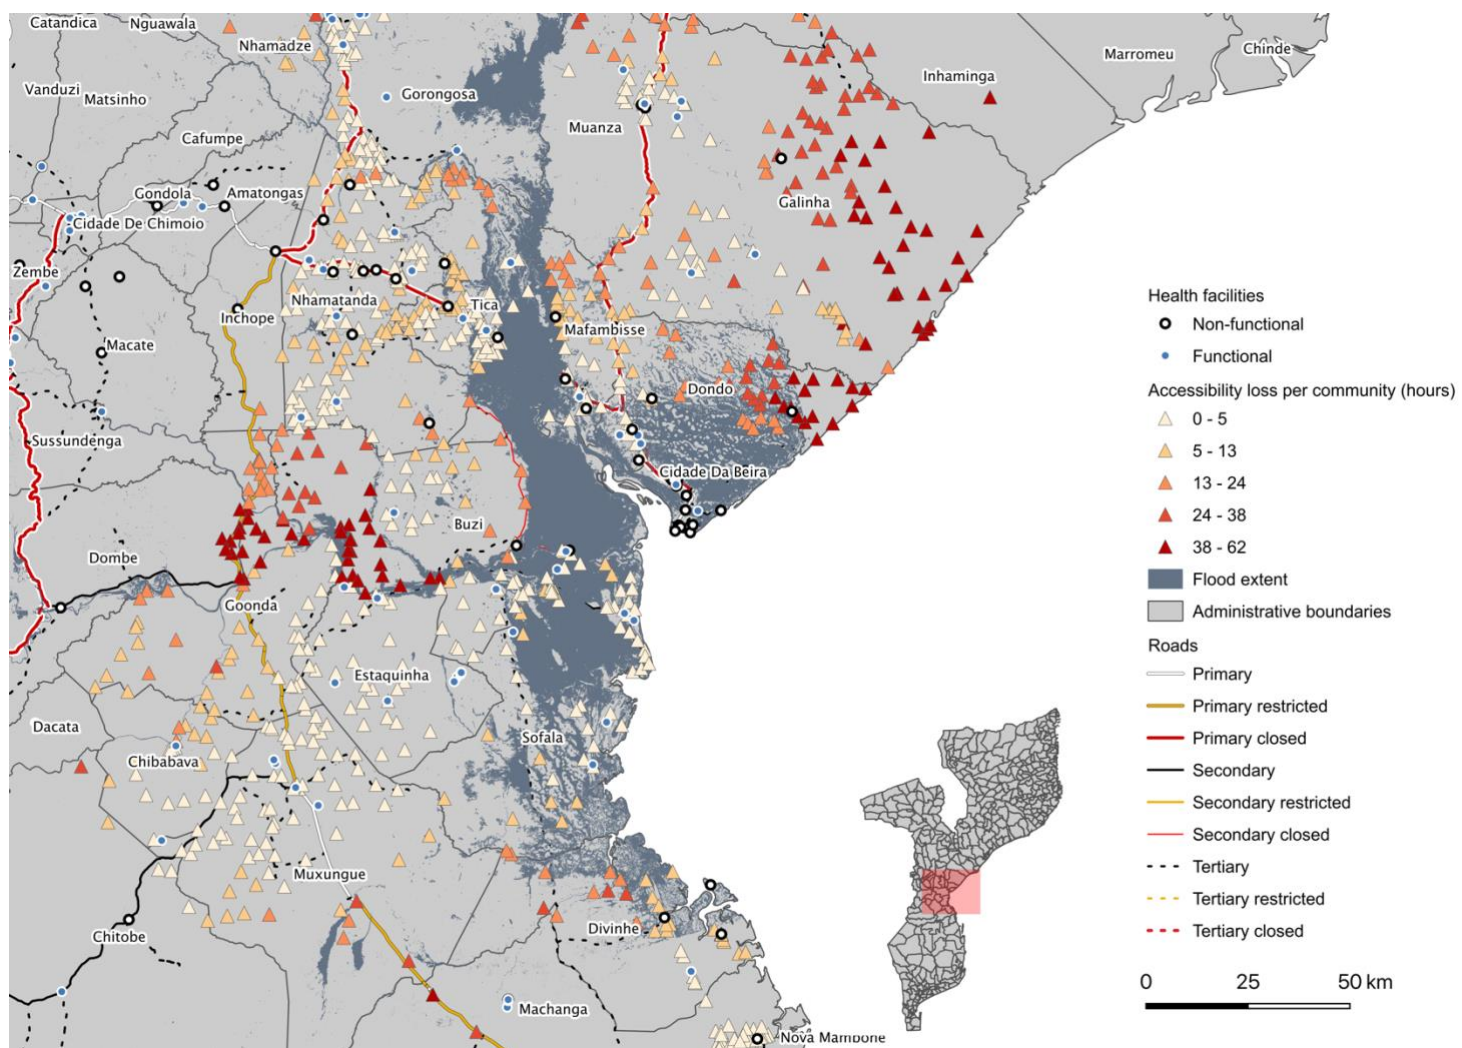 Catandica
Nguawala
Nhamadze
Chinde
Marromeu
Inhaminga
Vanduzi
Matsinho
Gorongosa
Muanza
Cafumpe
Gondola
Amatongas
Galinha
Cidade De Chimoio
Zembe
Nhamatanda
Tica
Inchope
Mafambisse
Macate
Dondo
Sussundenga
Cidade Da Beira
Buzi
Dombe
Goonda
Estaquinha
Dacata
Chibabava
Sofala
Muxungue
Chitobe
Divinhe
Machanga
Nova Mambone
Health facilities
Non-functional
Functional
Accessibility loss per community (hours)
0 - 5
5 - 13
13 - 24
24 - 38
38 - 62
Flood extent
Administrative boundaries
Roads
Primary
Primary restricted
Primary closed
Secondary
Secondary restricted
Secondary closed
Tertiary
Tertiary restricted
Tertiary closed
0 25 50 km